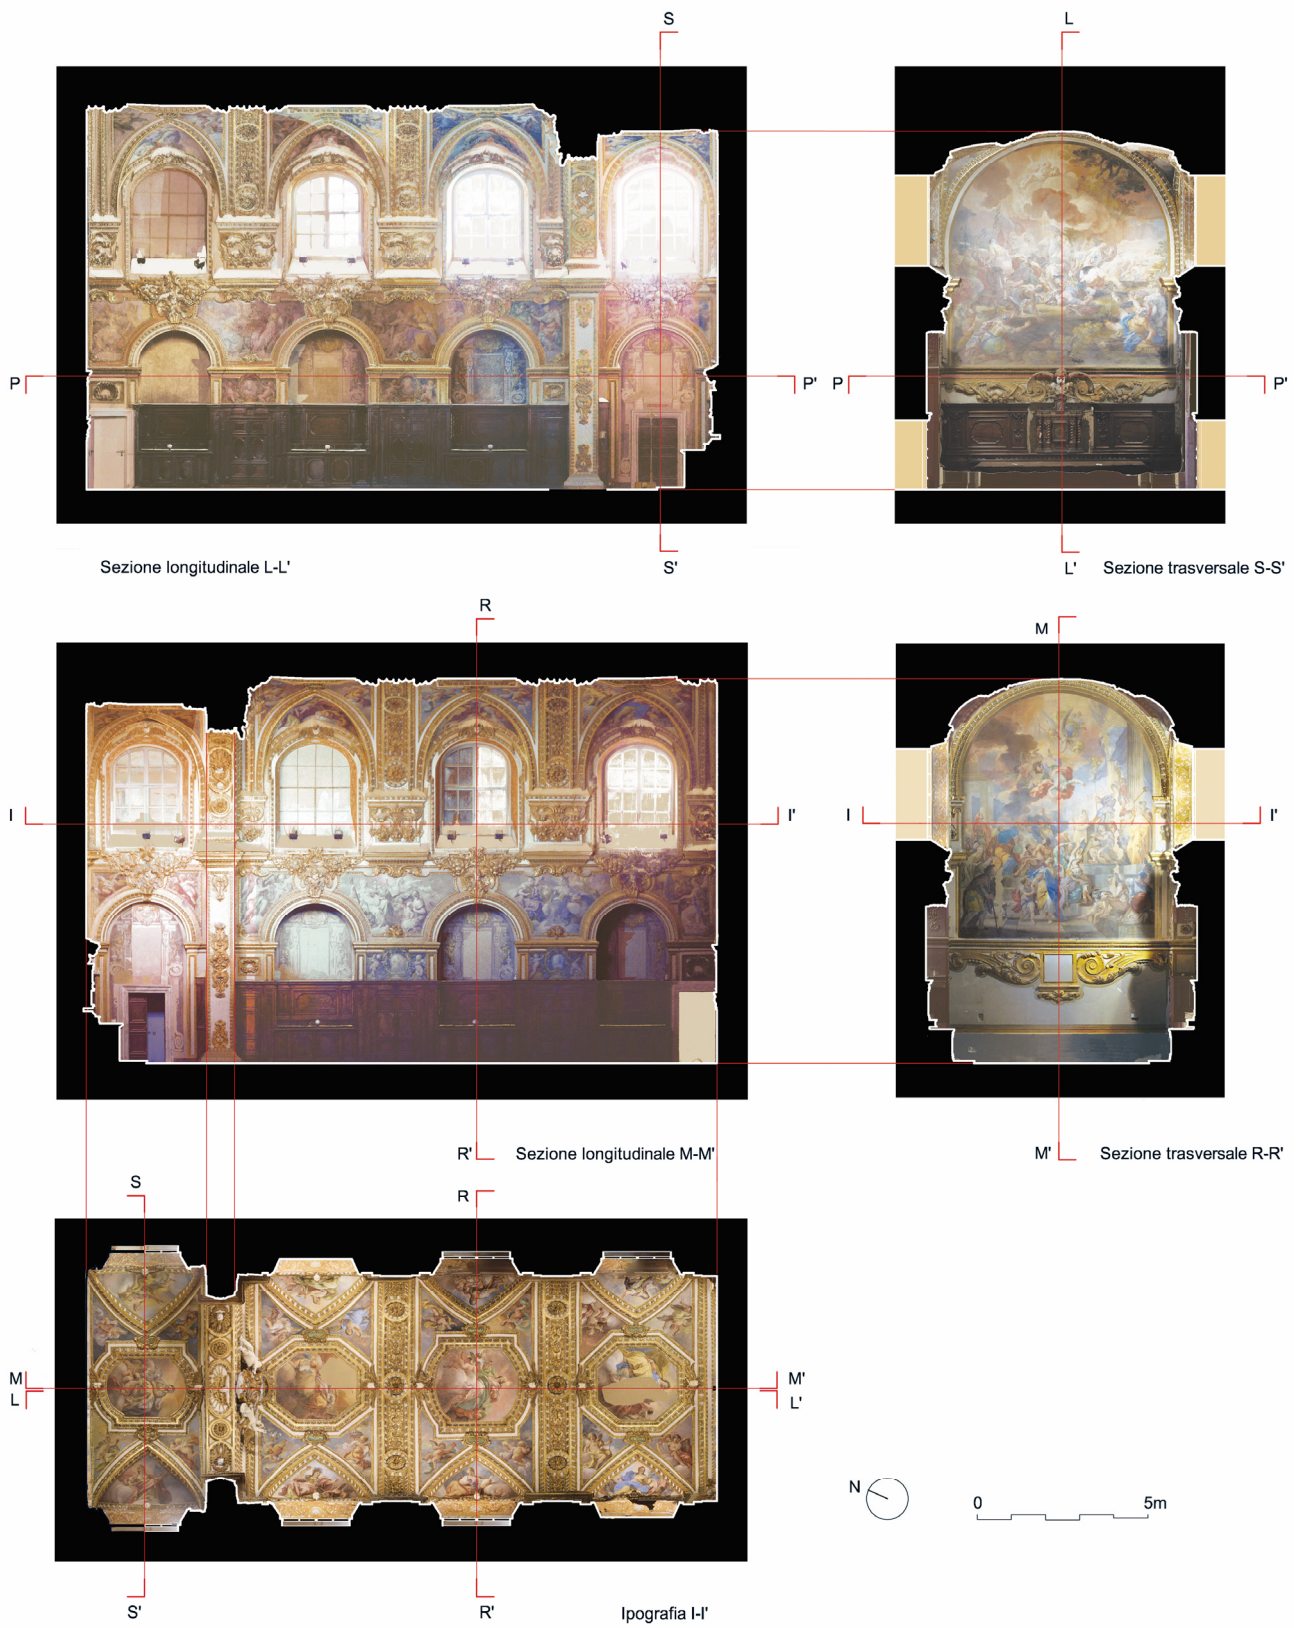 S
L
P
P'
P
P'
Sezione longitudinale L-L'
S'
L'
Sezione trasversale S-S'
R
M
I
I'
I
I'
R'
Sezione longitudinale M-M'
M'
Sezione trasversale R-R'
S
R
M
L
M'
L'
N
0
5m
S'
R'
Ipografia I-I'